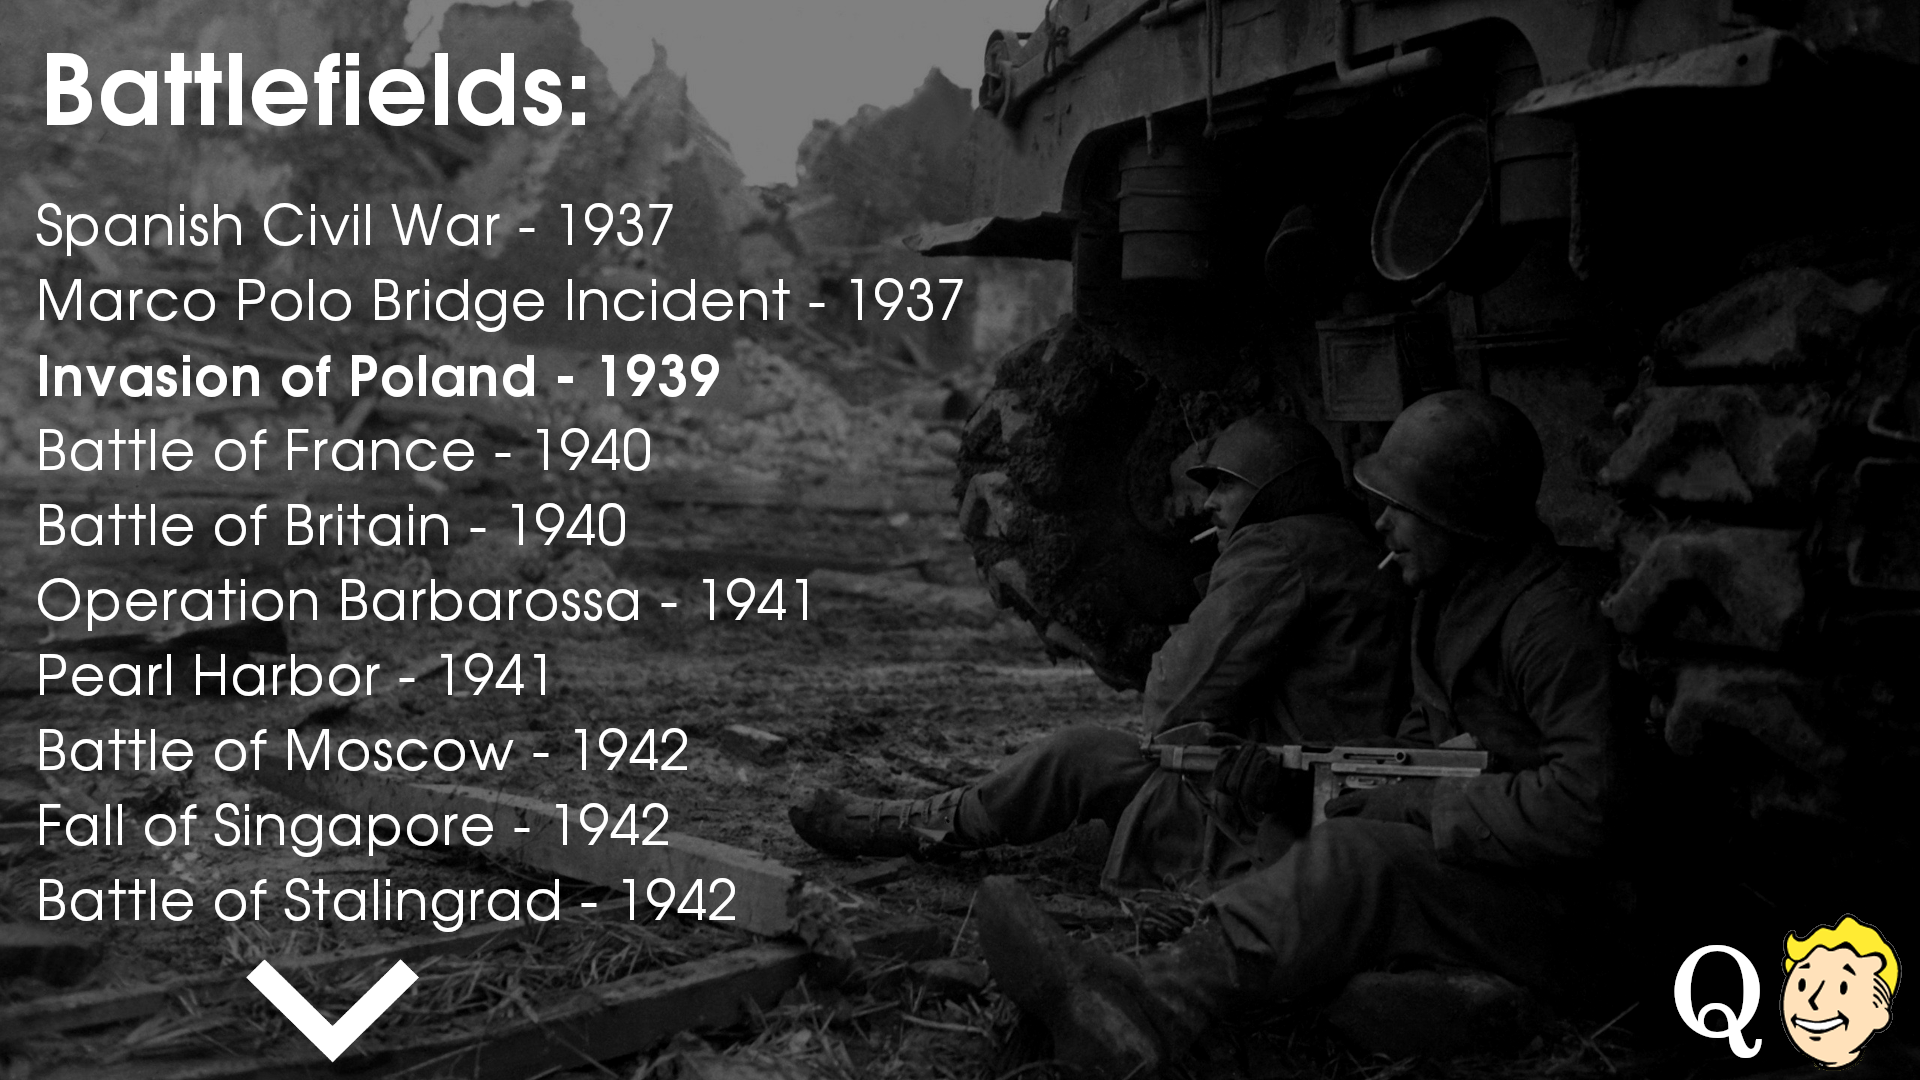 Battlefields:
Spanish Civil War - 1937
Marco Polo Bridge Incident - 1937
Invasion of Poland - 1939
Battle of France - 1940
Battle of Britain - 1940
Operation Barbarossa - 1941
Pearl Harbor - 1941
Battle of Moscow - 1942
Fall of Singapore - 1942
Battle of Stalingrad - 1942
Q